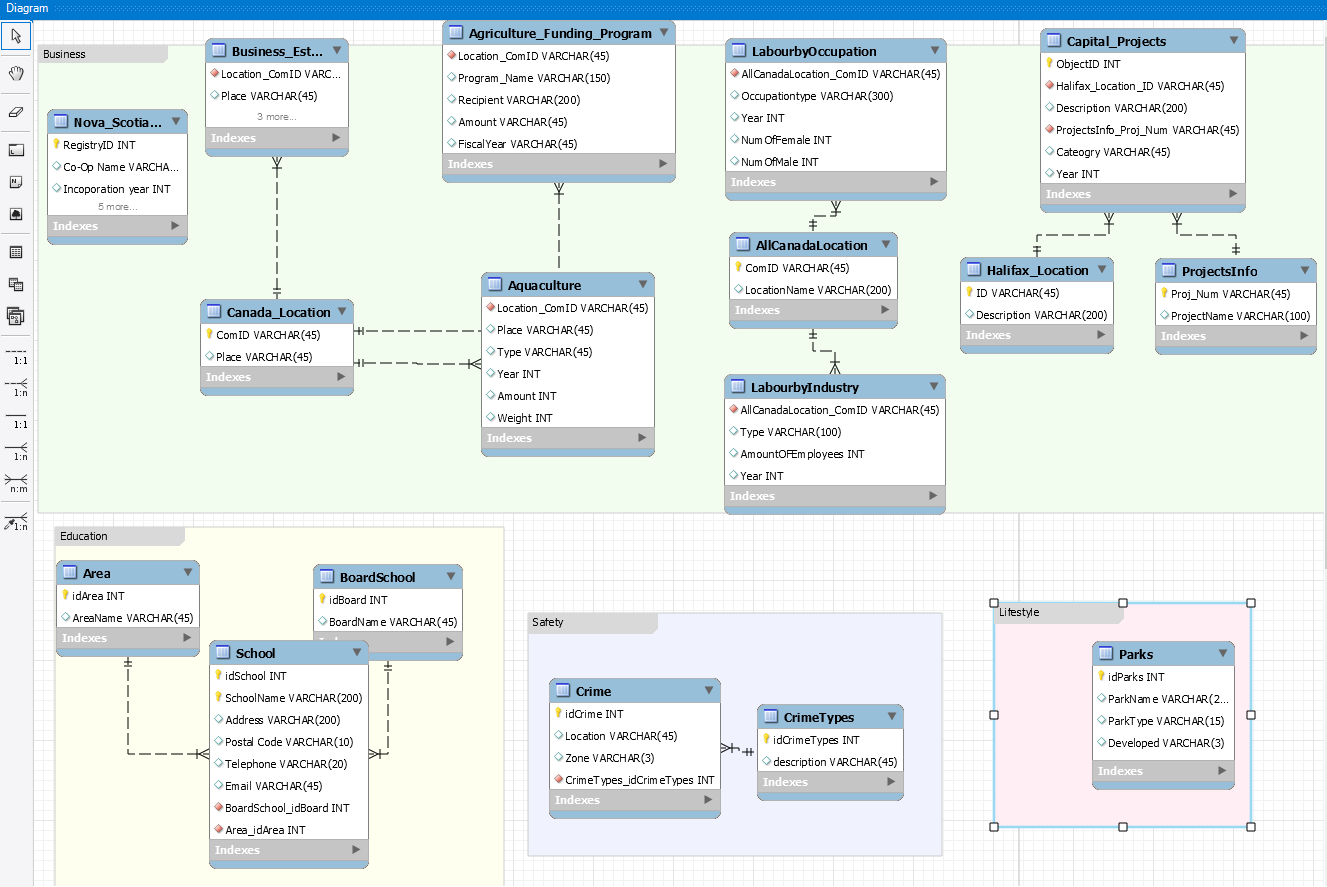 Diagram
Business
Nova_Scotia...
RegistryID INT
Co-Op Name VARCHA...
Incoporation year INT
5 more...
Indexes
Business_Est...
Location_ComID VARC...
Place VARCHAR(45)
3 more...
Indexes
Agriculture_Funding_Program
Location_ComID VARCHAR(45)
Program_Name VARCHAR(150)
Recipient VARCHAR(200)
Amount VARCHAR(45)
FiscalYear VARCHAR(45)
Indexes
LabourbyOccupation
AllCanadaLocation_ComID VARCHAR(45)
Occupationtype VARCHAR(300)
Year INT
NumOfFemale INT
NumOfMale INT
Indexes
Capital_Projects
ObjectID INT
Halifax_Location_ID VARCHAR(45)
Description VARCHAR(200)
ProjectsInfo_Proj_Num VARCHAR(45)
Cateogry VARCHAR(45)
Year INT
Indexes
Canada_Location
ComID VARCHAR(45)
Place VARCHAR(45)
Indexes
Aquaculture
Location_ComID VARCHAR(45)
Place VARCHAR(45)
Type VARCHAR(45)
Year INT
Amount INT
Weight INT
Indexes
AllCanadaLocation
ComID VARCHAR(45)
LocationName VARCHAR(200)
Indexes
Halifax_Location
ID VARCHAR(45)
Description VARCHAR(200)
Indexes
ProjectsInfo
Proj_Num VARCHAR(45)
ProjectName VARCHAR(100)
Indexes
LabourbyIndustry
AllCanadaLocation_ComID VARCHAR(45)
Type VARCHAR(100)
AmountOFEmployees INT
Year INT
Indexes
1:1
1:n
1:1
1:n
n:m
1:n
Education
Area
idArea INT
AreaName VARCHAR(45)
Indexes
BoardSchool
idBoard INT
BoardName VARCHAR(45)
Indexes
School
idSchool INT
SchoolName VARCHAR(200)
Address VARCHAR(200)
Postal Code VARCHAR(10)
Telephone VARCHAR(20)
Email VARCHAR(45)
BoardSchool_idBoard INT
Area_idArea INT
Indexes
Safety
Crime
idCrime INT
Location VARCHAR(45)
Zone VARCHAR(3)
CrimeTypes_idCrimeTypes INT
Indexes
CrimeTypes
idCrimeTypes INT
description VARCHAR(45)
Indexes
Lifestyle
Parks
idParks INT
ParkName VARCHAR(2...
ParkType VARCHAR(15)
Developed VARCHAR(3)
Indexes